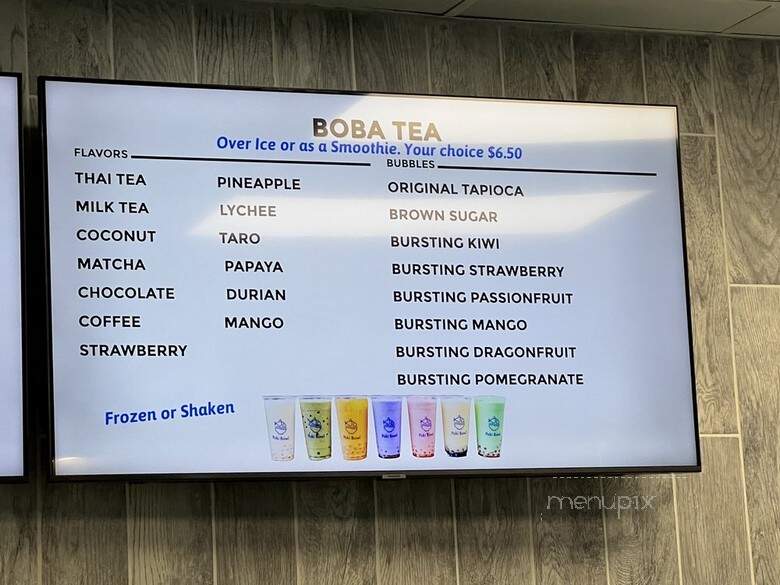 BOBA TEA
Over Ice or as a Smoothie. Your choice $6.50
FLAVORS
THAI TEA
MILK TEA
COCONUT
MATCHA
CHOCOLATE
COFFEE
STRAWBERRY
PINEAPPLE
LYCHEE
TARO
PAPAYA
DURIAN
MANGO
BUBBLES
ORIGINAL TAPIOCA
BROWN SUGAR
BURSTING KIWI
BURSTING STRAWBERRY
BURSTING PASSIONFRUIT
BURSTING MANGO
BURSTING DRAGONFRUIT
BURSTING POMEGRANATE
Frozen or Shaken
menupix